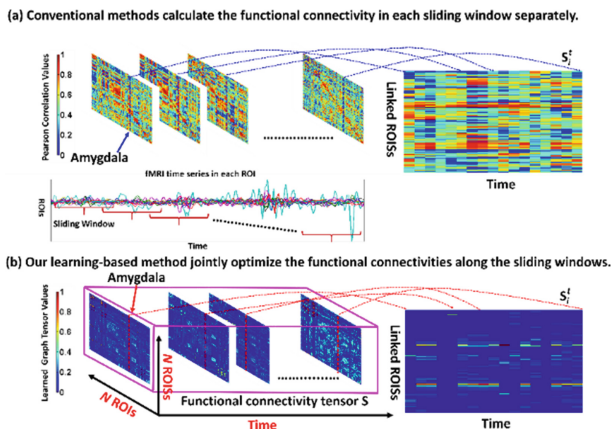 (a) Conventional methods calculate the functional connectivity in each sliding window separately.
Pearson Correlation Values
1
0.8
0.6
0.4
0.2
0
Amygdala
S_i^t
Linked ROISs
Time
fMRI time series in each ROI
ROIs
Sliding Window
Time
(b) Our learning-based method jointly optimize the functional connectivities along the sliding windows.
Amygdala
Learned Graph Tensor Values
1
0.8
0.6
0.4
0.2
0
N ROIs
N ROISs
Functional connectivity tensor S
Time
S_i^t
Linked ROISs
Time